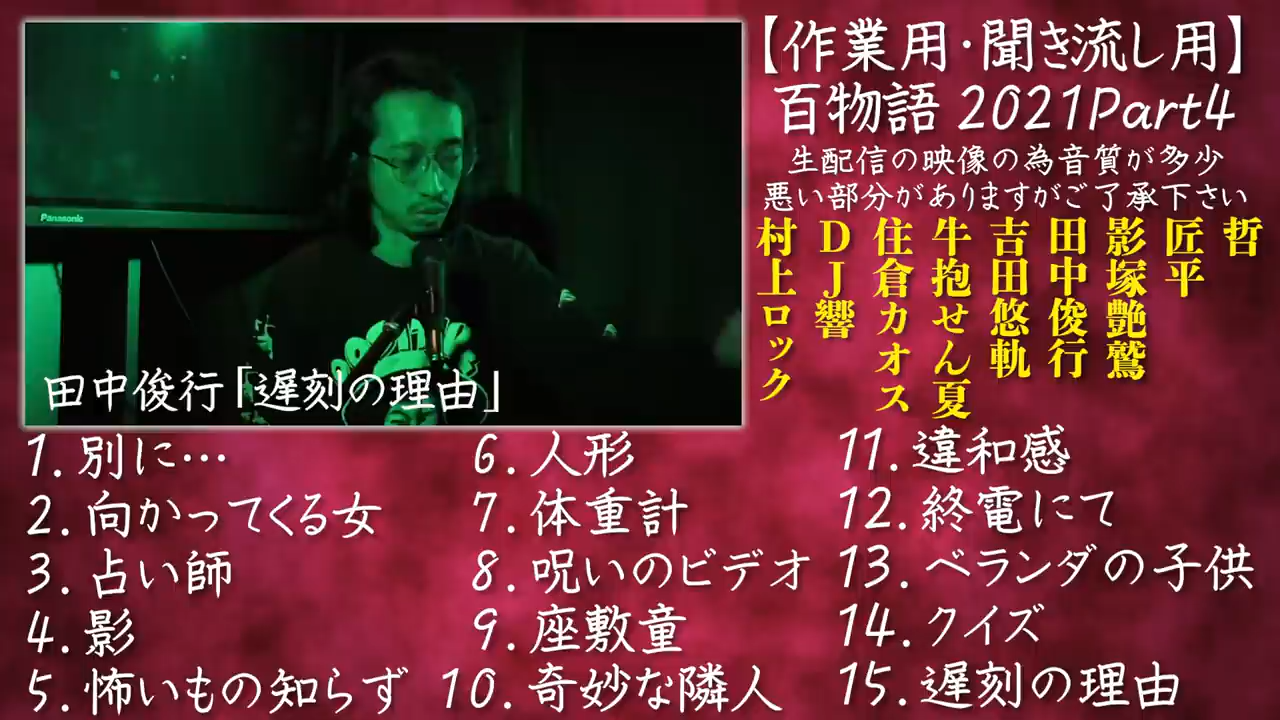 【作業用・聞き流し用】
百物語 2021Part4
生配信の映像の為音質が多少
悪い部分がありますがご了承下さい
哲
匠平
影塚艶鷲
田中俊行
吉田悠軌
牛抱せん夏
住倉カオス
DJ響
村上ロック
Panasonic
田中俊行「遅刻の理由」
1. 別に…
2. 向かってくる女
3. 占い師
4. 影
5. 怖いもの知らず
6. 人形
7. 体重計
8. 呪いのビデオ
9. 座敷童
10. 奇妙な隣人
11. 違和感
12. 終電にて
13. ベランダの子供
14. クイズ
15. 遅刻の理由